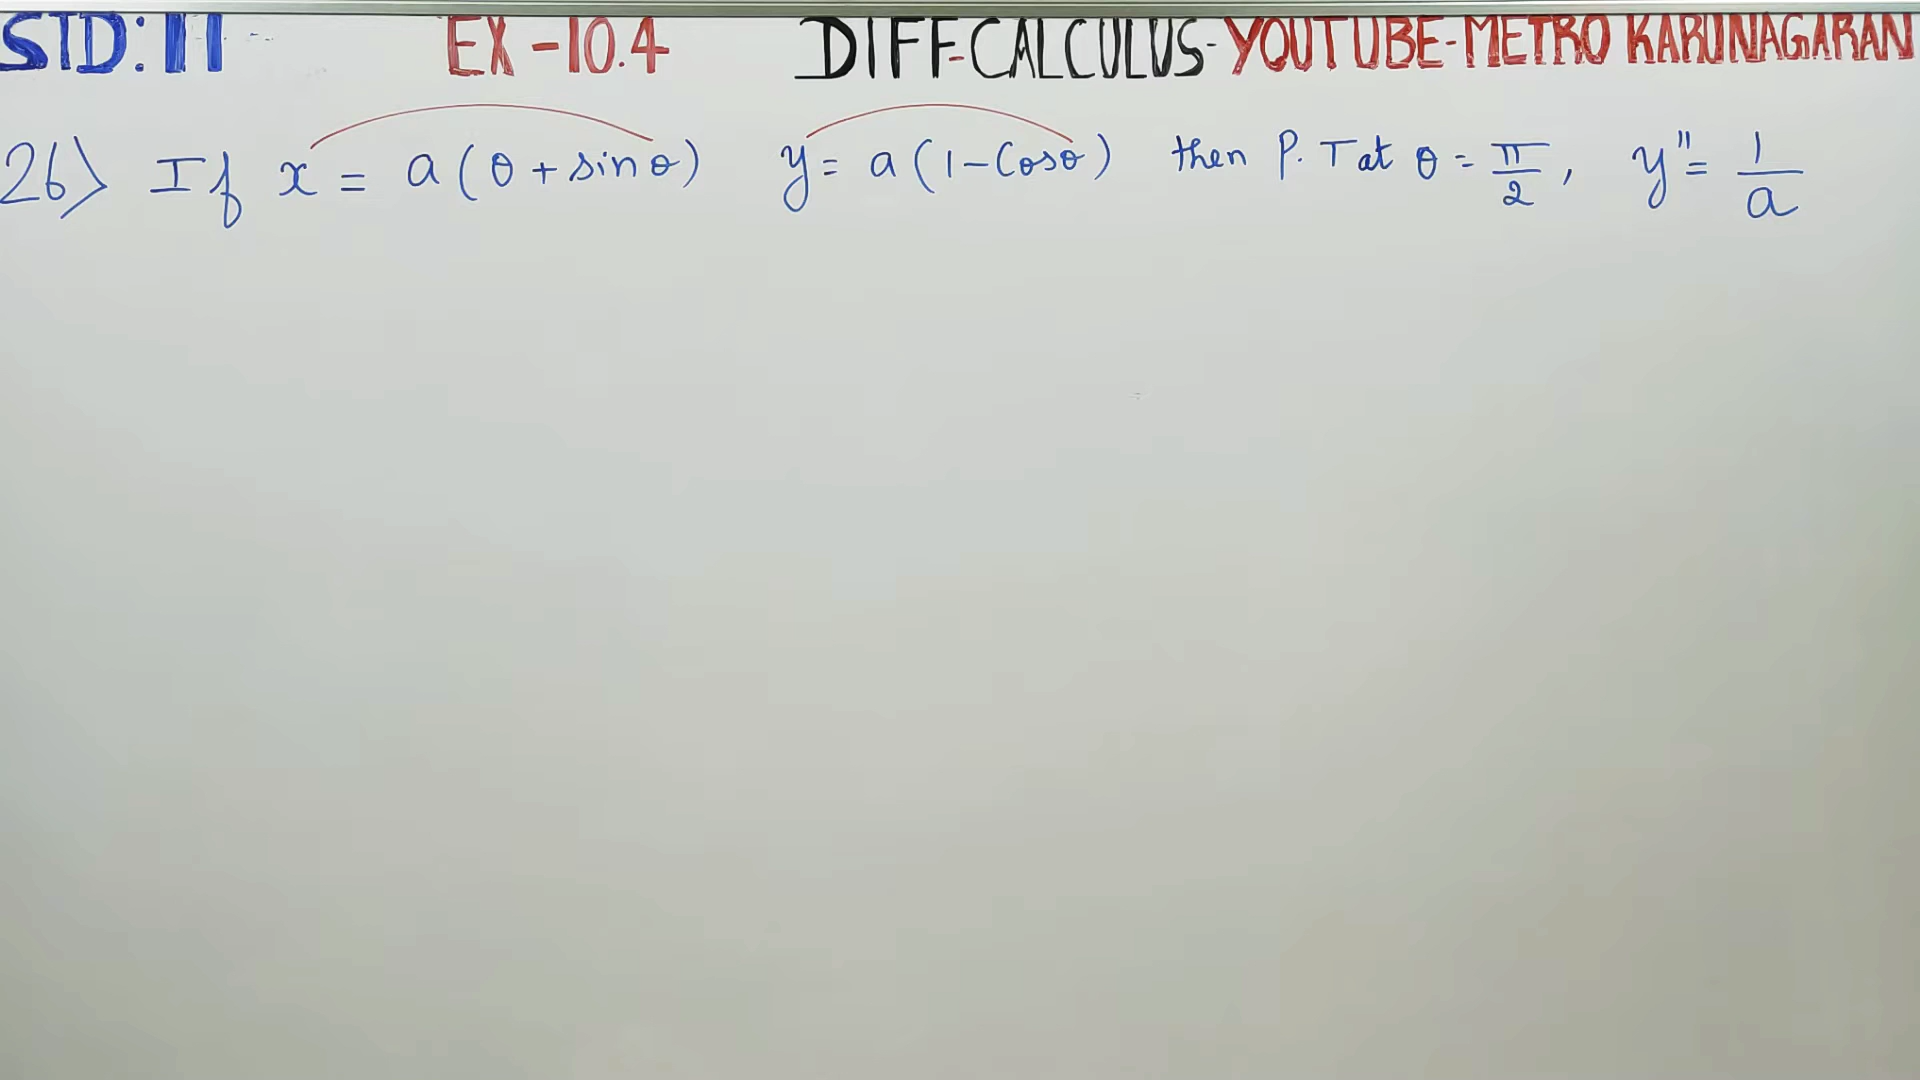 STD: 11 EX-10.4 DIFF-CALCULUS-YOUTUBE-METRO KARUNAGARAN
26> If x = a(θ + sinθ) y = a(1-Cosθ) then P.T at θ = π/2, y" = 1/a